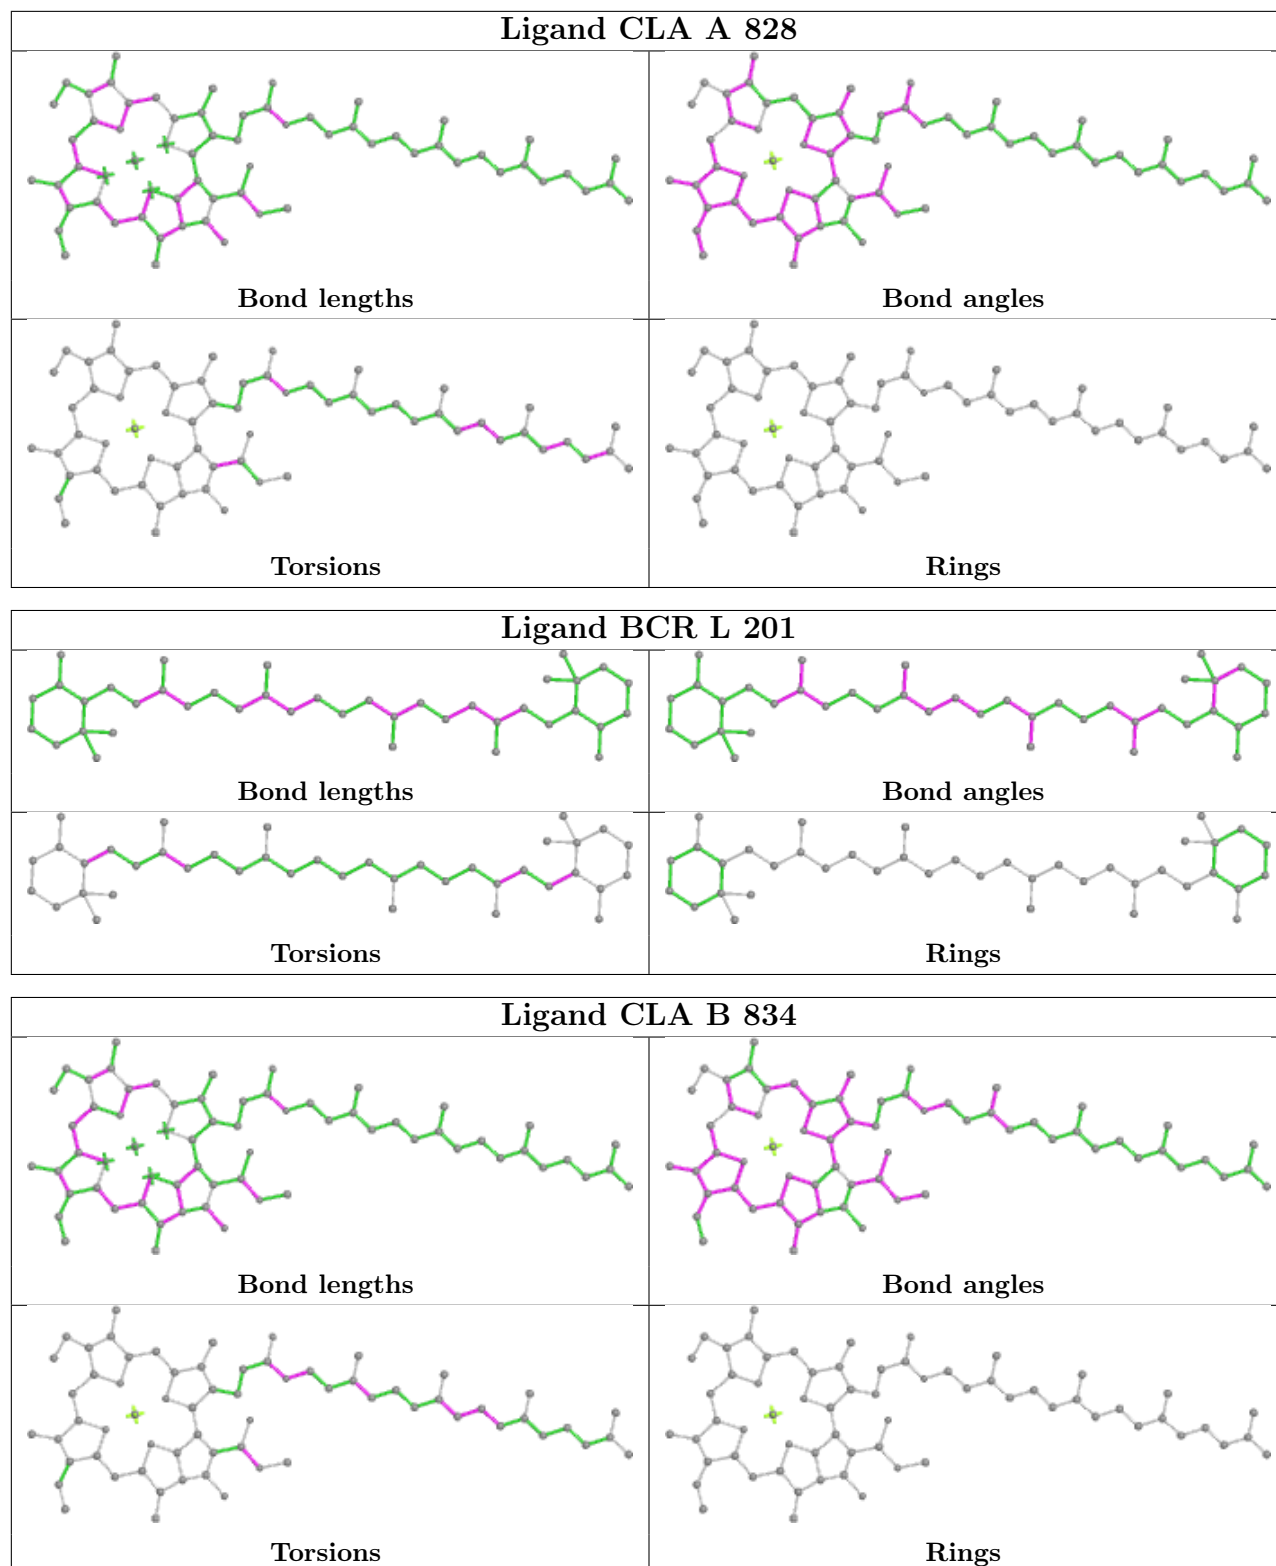 Ligand CLA A 828
Bond lengths
Bond angles
Torsions
Rings
Ligand BCR L 201
Bond lengths
Bond angles
Torsions
Rings
Ligand CLA B 834
Bond lengths
Bond angles
Torsions
Rings